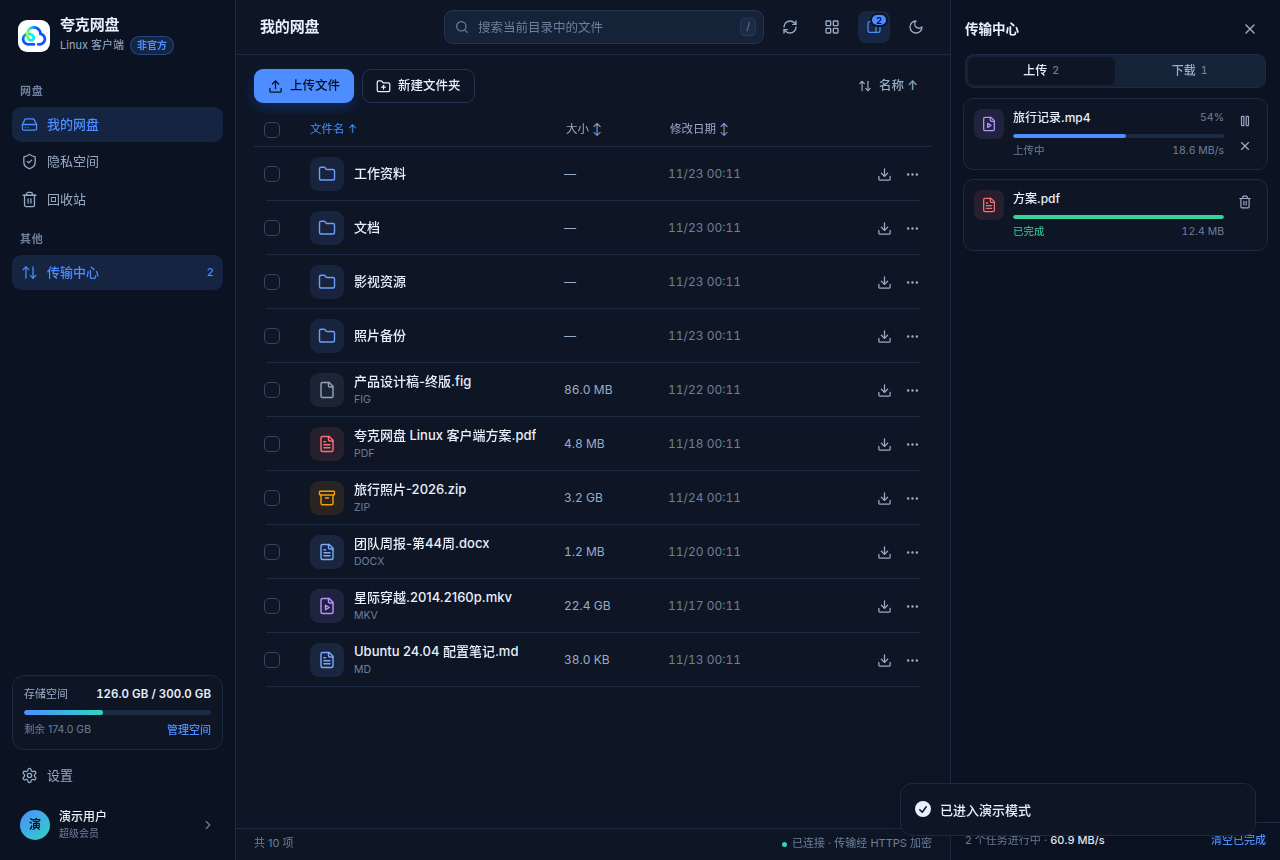 夸克网盘
Linux 客户端 非官方
网盘
我的网盘
隐私空间
回收站
其他
传输中心 2
存储空间 126.0 GB / 300.0 GB
剩余 174.0 GB 管理空间
设置
演 演示用户
超级会员
我的网盘
搜索当前目录中的文件 /
2
上传文件 新建文件夹 名称
文件名 大小 修改日期
工作资料 — 11/23 00:11
文档 — 11/23 00:11
影视资源 — 11/23 00:11
照片备份 — 11/23 00:11
产品设计稿-终版.fig 86.0 MB 11/22 00:11
FIG
夸克网盘 Linux 客户端方案.pdf 4.8 MB 11/18 00:11
PDF
旅行照片-2026.zip 3.2 GB 11/24 00:11
ZIP
团队周报-第44周.docx 1.2 MB 11/20 00:11
DOCX
星际穿越.2014.2160p.mkv 22.4 GB 11/17 00:11
MKV
Ubuntu 24.04 配置笔记.md 38.0 KB 11/13 00:11
MD
共 10 项 已连接 · 传输经 HTTPS 加密
传输中心
上传 2 下载 1
旅行记录.mp4 54%
上传中 18.6 MB/s
方案.pdf
已完成 12.4 MB
已进入演示模式
2 个任务进行中 · 60.9 MB/s 清空已完成